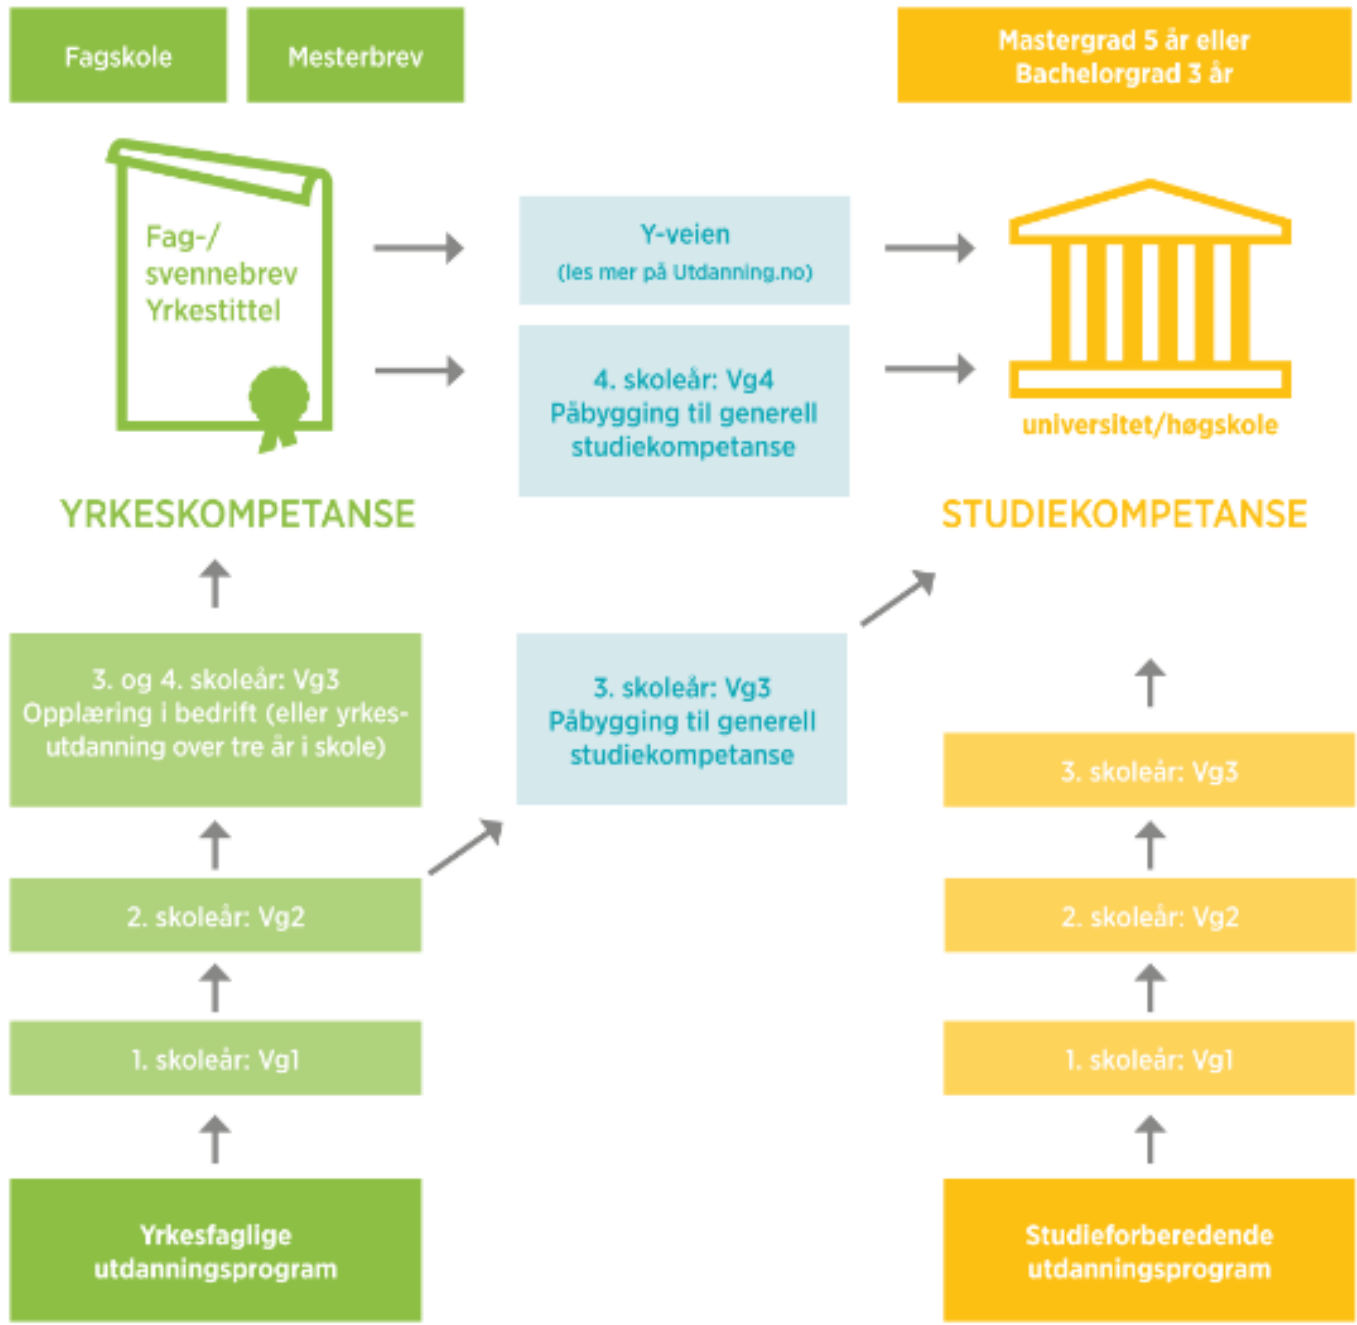 Fagskole
Mesterbrev
Mastergrad 5 år eller
Bachelorgrad 3 år
Fag-/
svennebrev
Yrkestittel
Y-veien
(les mer på Utdanning.no)
4. skoleår: Vg4
Påbygging til generell
studiekompetanse
universitet/høgskole
YRKESKOMPETANSE
STUDIEKOMPETANSE
3. og 4. skoleår: Vg3
Opplæring i bedrift (eller yrkes-
utdanning over tre år i skole)
3. skoleår: Vg3
Påbygging til generell
studiekompetanse
3. skoleår: Vg3
2. skoleår: Vg2
2. skoleår: Vg2
1. skoleår: Vg1
1. skoleår: Vg1
Yrkesfaglige
utdanningsprogram
Studieforberedende
utdanningsprogram